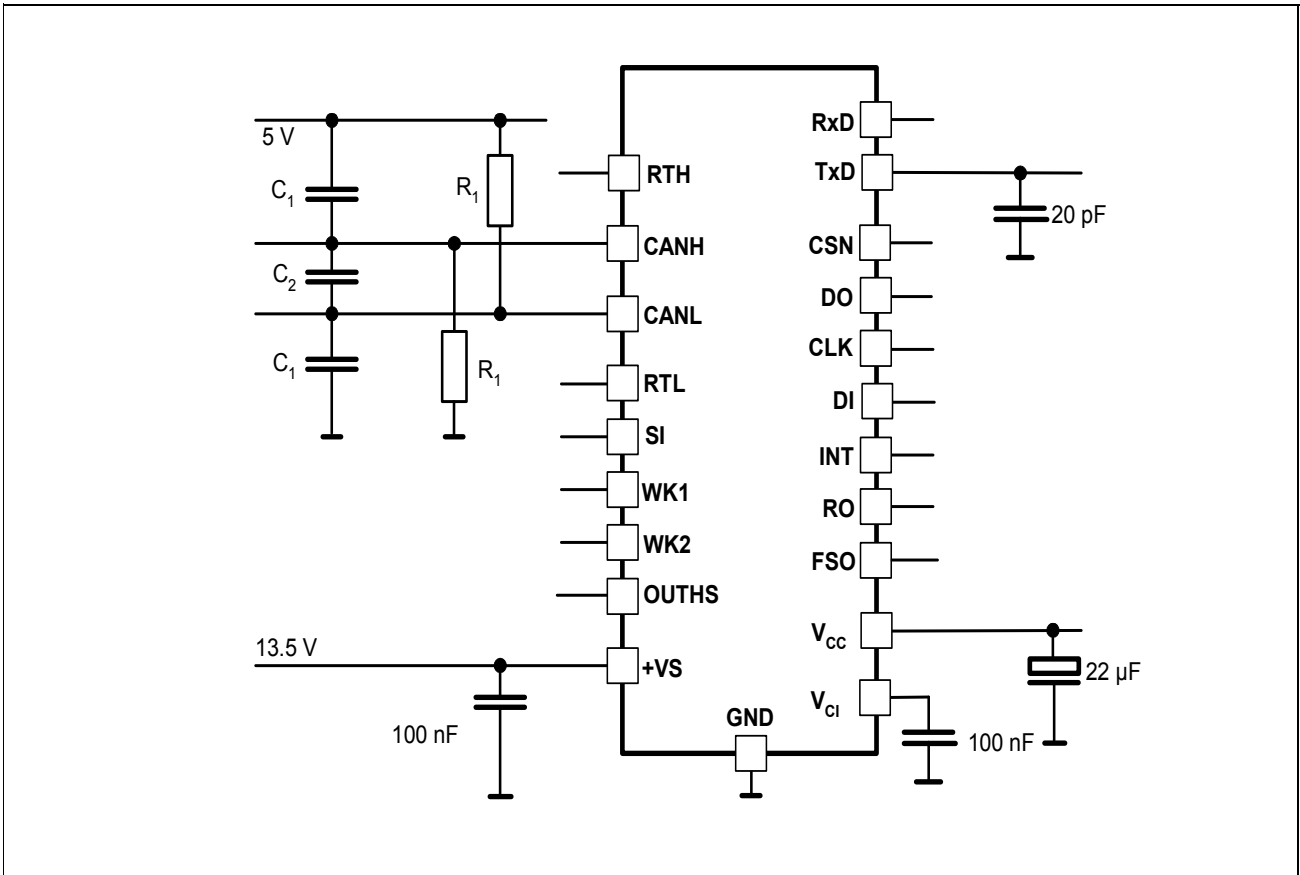 5 V
C1
R1
C2
C1
R1
13.5 V
100 nF
RTH
CANH
CANL
RTL
SI
WK1
WK2
OUTHS
+VS
GND
RxD
TxD
CSN
DO
CLK
DI
INT
RO
FSO
VCC
VCI
20 pF
22 µF
100 nF